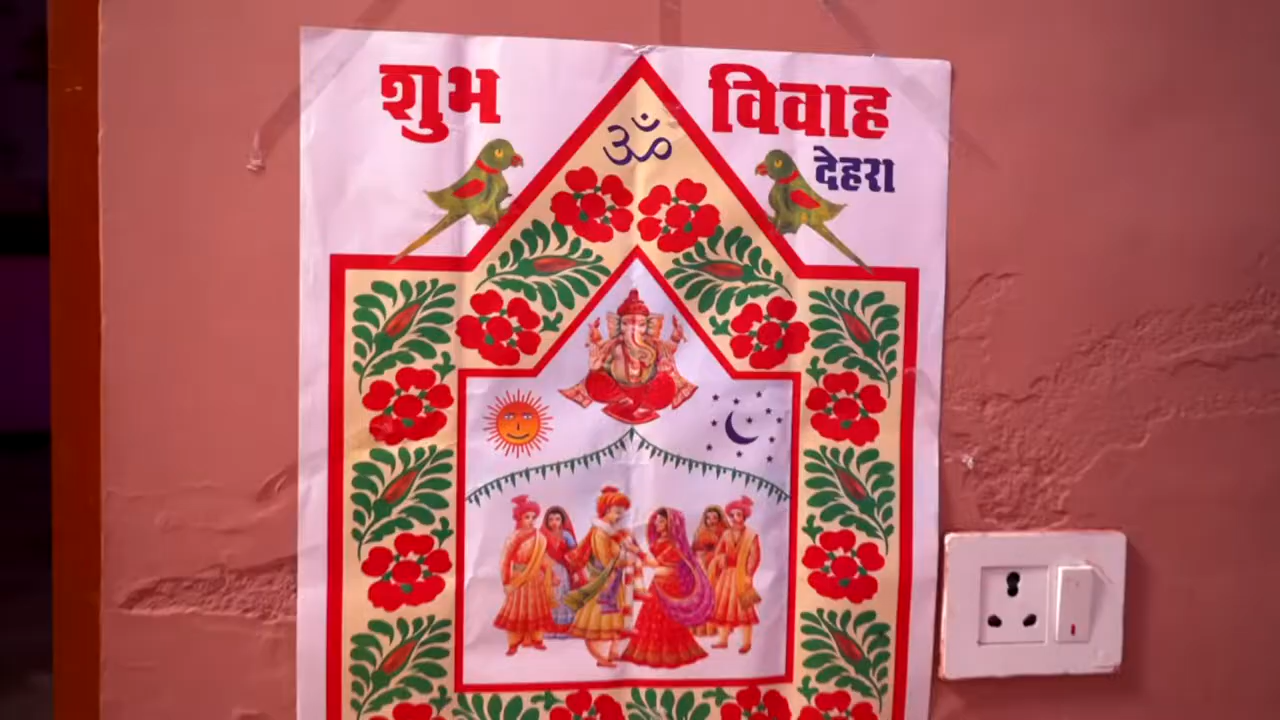 शुभ विवाह
देहरा
ॐ